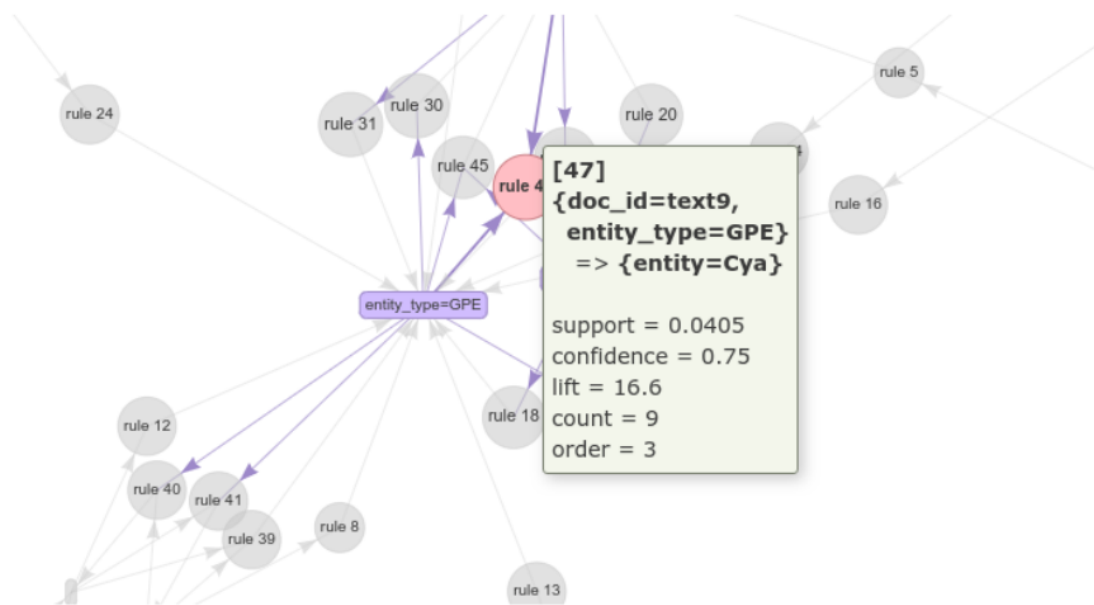 rule 5
rule 24
rule 30
rule 31
rule 20
rule 45
rule 4
[47]
{doc_id=text9,
entity_type=GPE}
=> {entity=Cya}
support = 0.0405
confidence = 0.75
lift = 16.6
count = 9
order = 3
rule 16
entity_type=GPE
rule 12
rule 18
rule 40
rule 41
rule 39
rule 8
rule 13